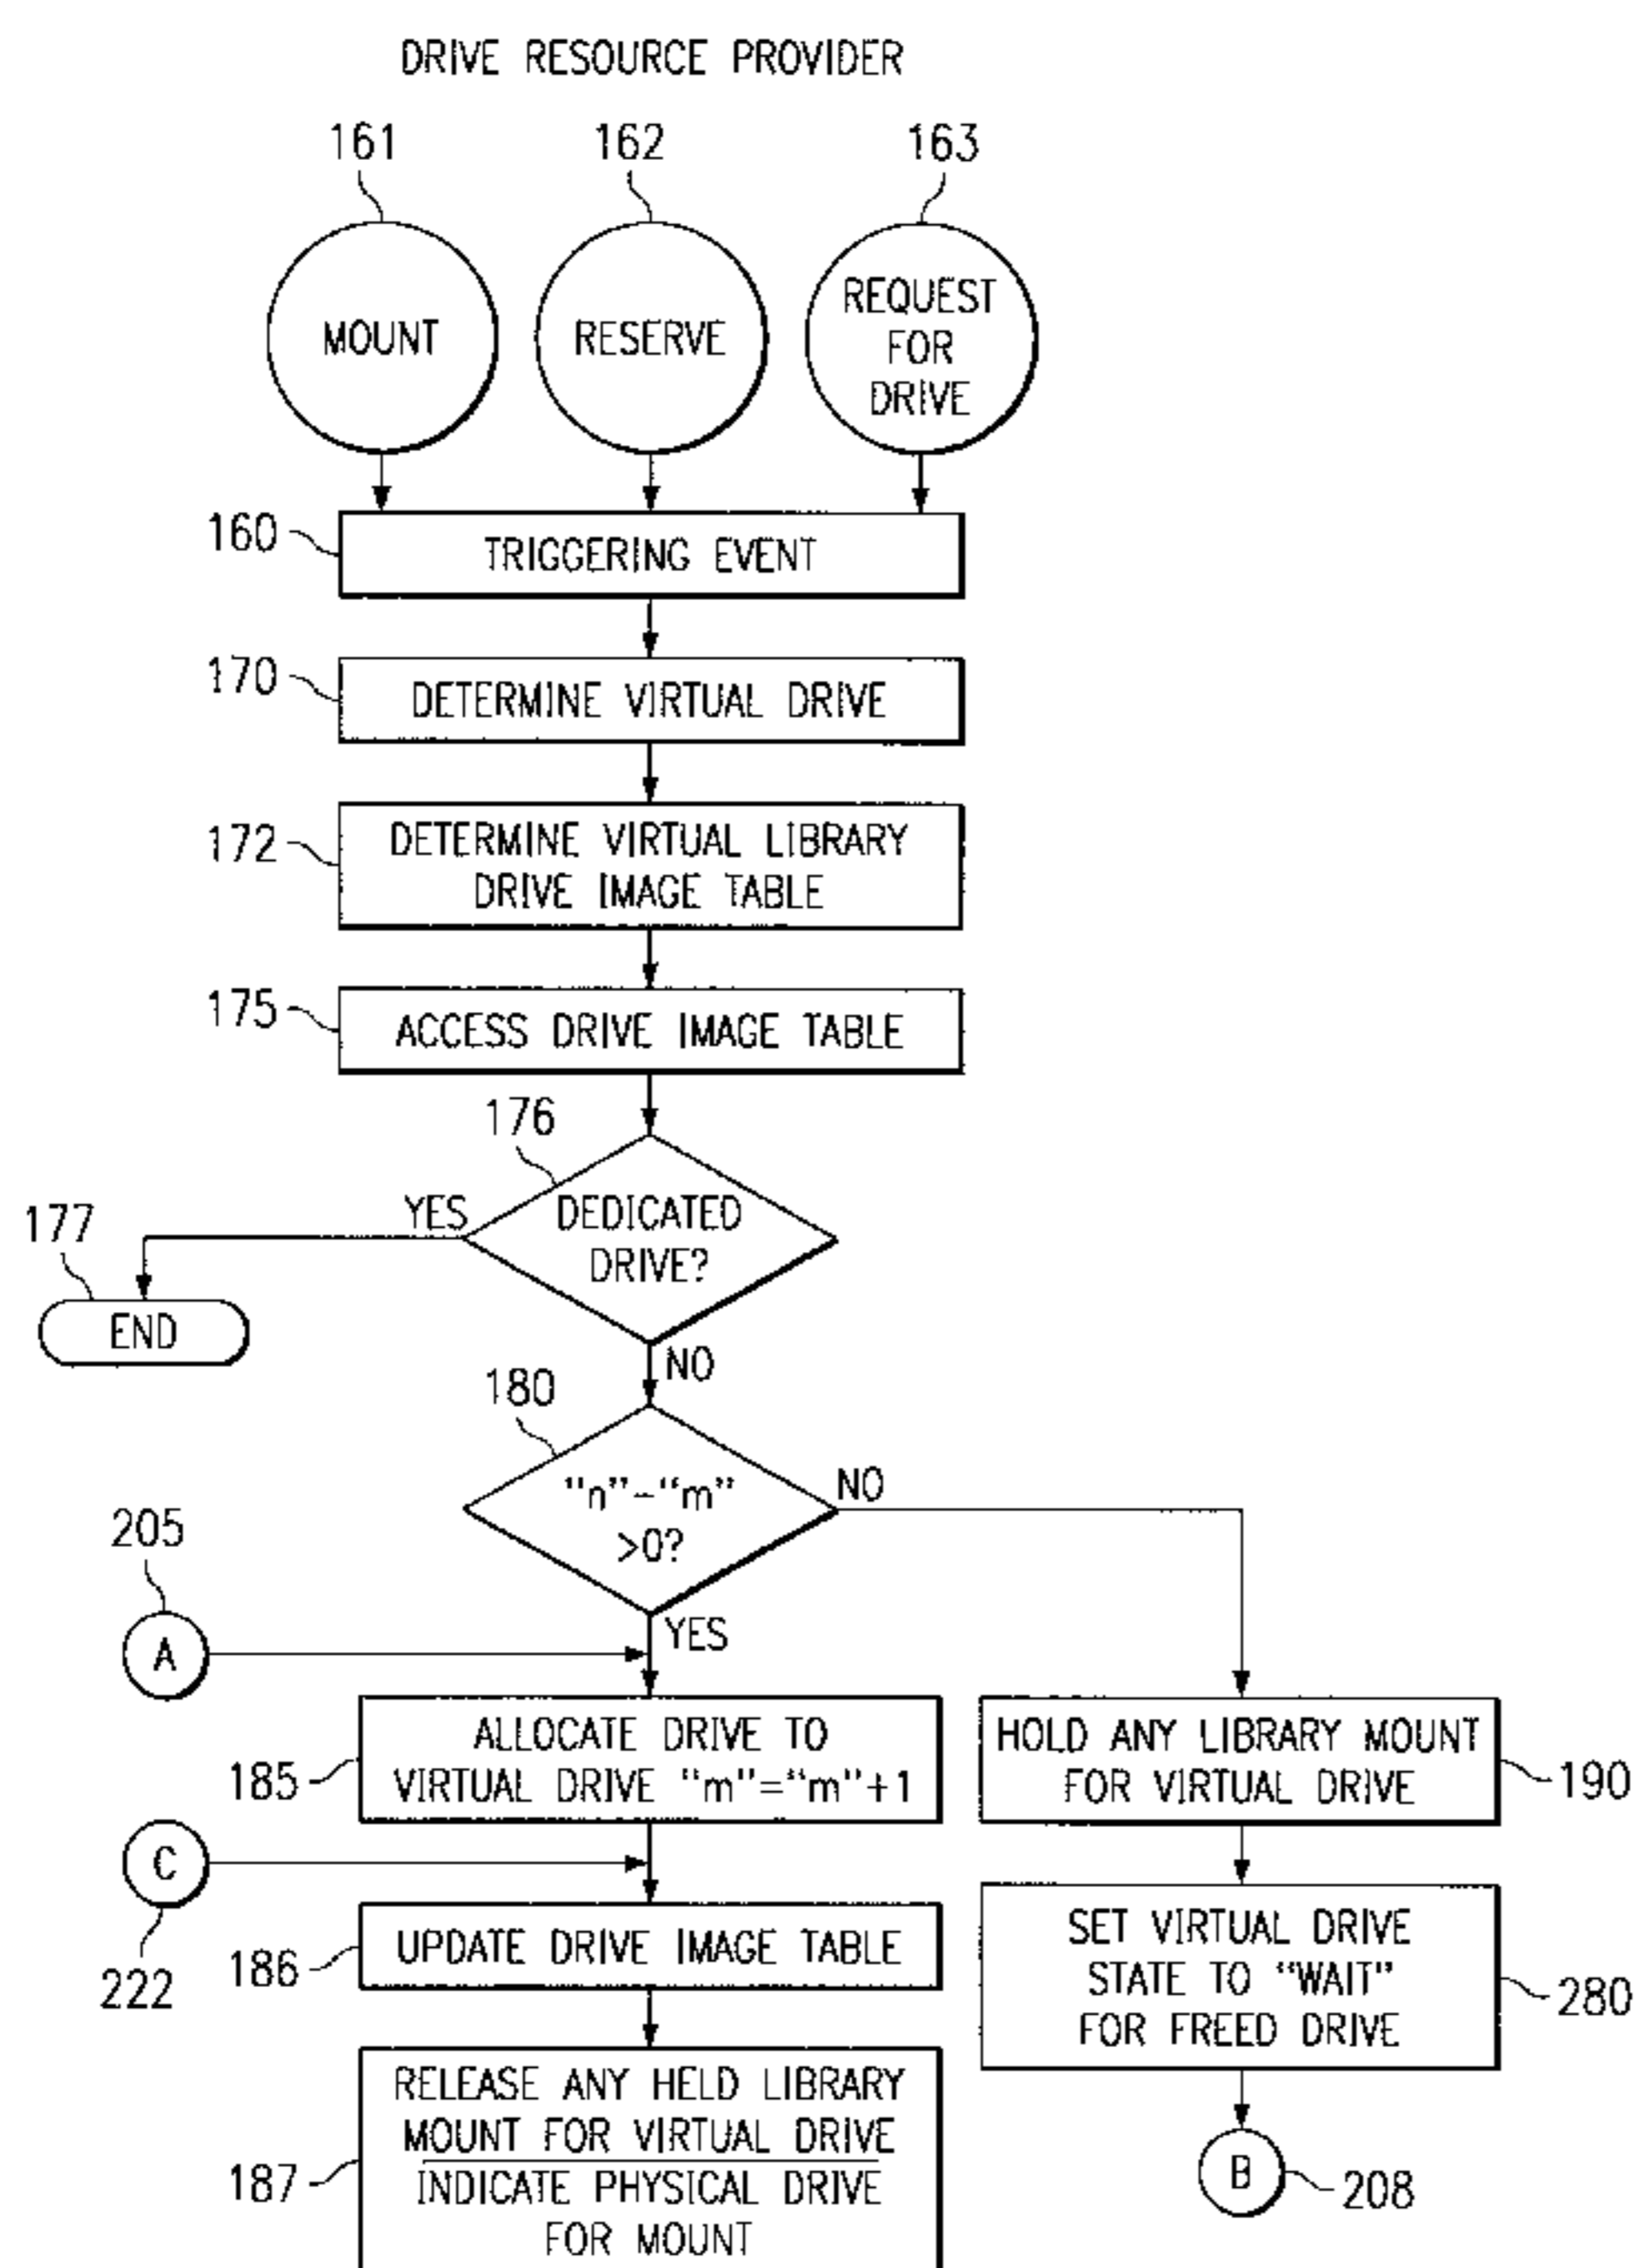 DRIVE RESOURCE PROVIDER
161
162
163
MOUNT
RESERVE
REQUEST
FOR
DRIVE
160
TRIGGERING EVENT
170
DETERMINE VIRTUAL DRIVE
172
DETERMINE VIRTUAL LIBRARY
DRIVE IMAGE TABLE
175
ACCESS DRIVE IMAGE TABLE
176
DEDICATED
DRIVE?
YES
177
END
NO
180
"n"-"m"
>0?
NO
205
A
YES
185
ALLOCATE DRIVE TO
VIRTUAL DRIVE "m"="m"+1
HOLD ANY LIBRARY MOUNT
FOR VIRTUAL DRIVE
190
C
222
186
UPDATE DRIVE IMAGE TABLE
SET VIRTUAL DRIVE
STATE TO "WAIT"
FOR FREED DRIVE
280
187
RELEASE ANY HELD LIBRARY
MOUNT FOR VIRTUAL DRIVE
INDICATE PHYSICAL DRIVE
FOR MOUNT
B
208